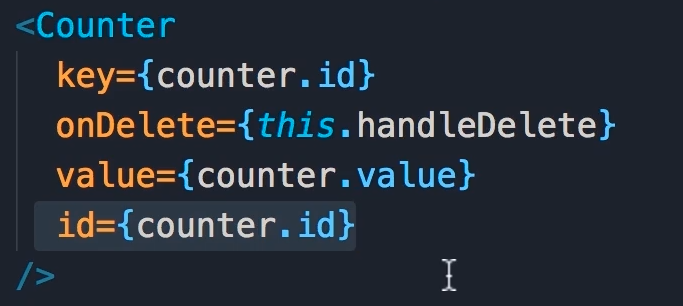 <Counter
key={counter.id}
onDelete={this.handleDelete}
value={counter.value}
id={counter.id}
/>